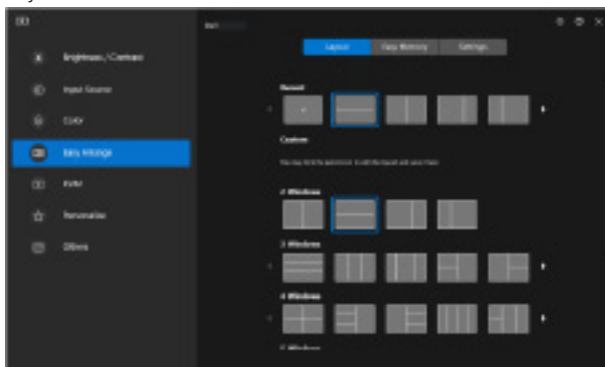 Layout
Easy Memory
Settings
Brightness/Contrast
Input Source
Color
Easy Arrange
KVM
Personalize
Others
Recent
Custom
2 Windows
3 Windows
4 Windows